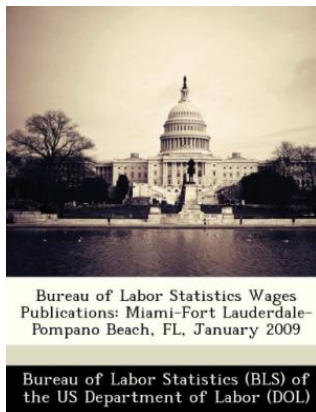 Bureau of Labor Statistics Wages
Publications: Miami-Fort Lauderdale-
Pompano Beach, FL, January 2009
Bureau of Labor Statistics (BLS) of
the US Department of Labor (DOL)